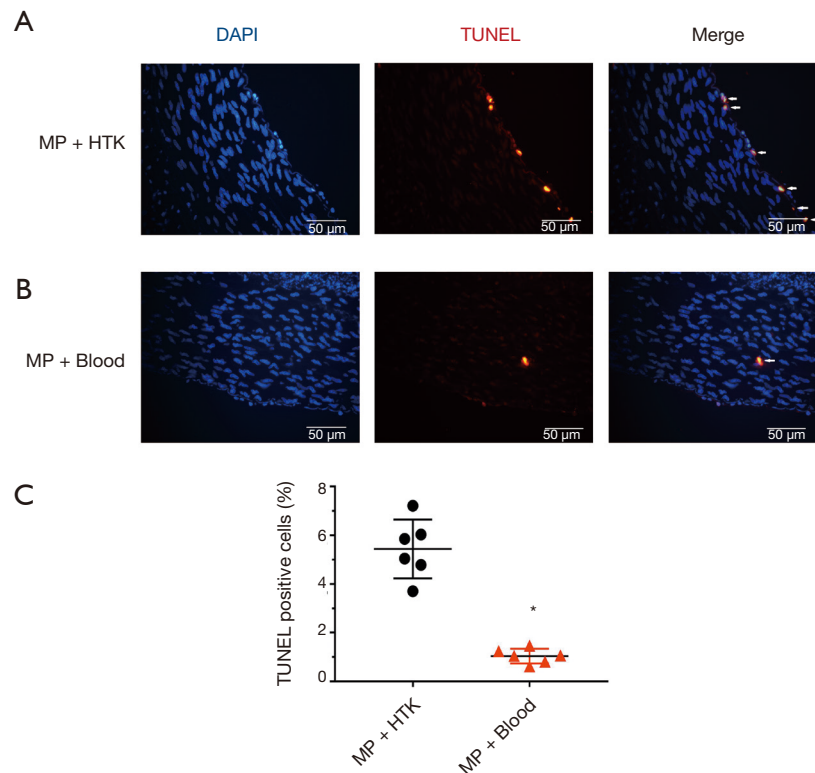 A
DAPI TUNEL Merge
MP + HTK
50 µm 50 µm 50 µm
B
MP + Blood
50 µm 50 µm 50 µm
C
TUNEL positive cells (%)
8
6
4
2
0
*
MP + HTK
MP + Blood